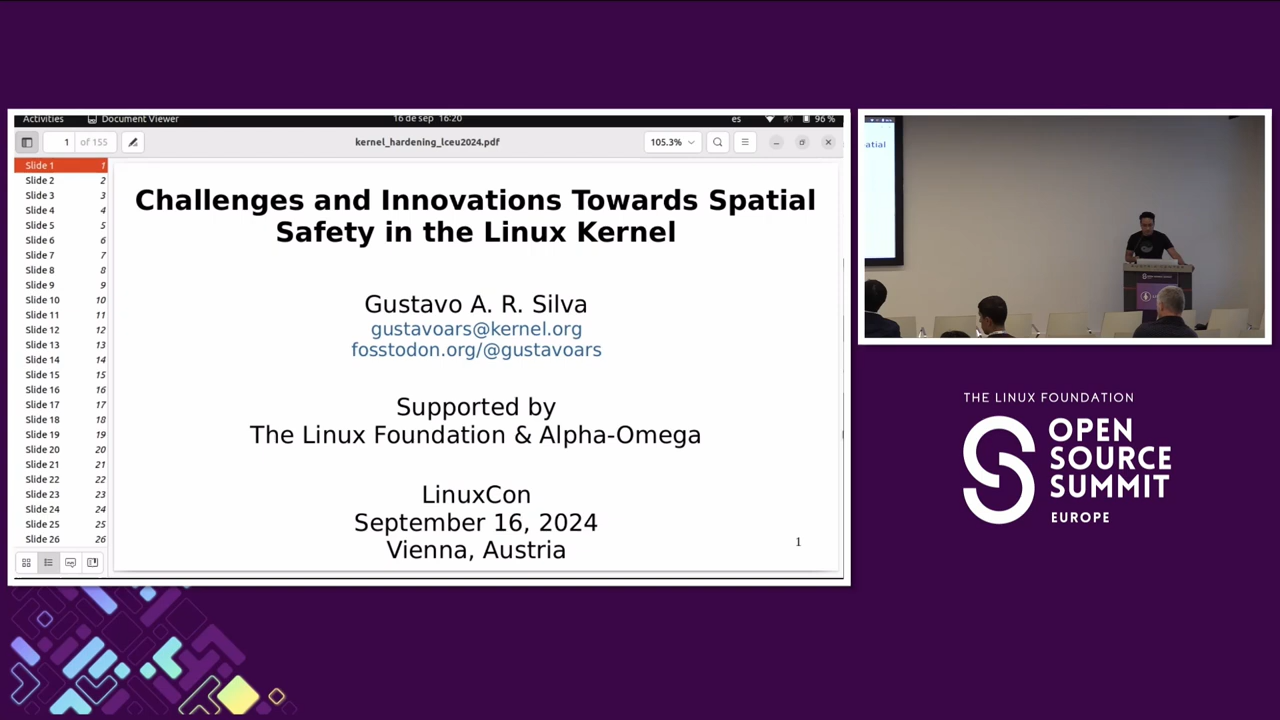 Activities
Document Viewer
16 de sep 16:20
es
96 %
1
of 155
kernel_hardening_lceu2024.pdf
105.3%
Slide 1 1
Slide 2 2
Slide 3 3
Slide 4 4
Slide 5 5
Slide 6 6
Slide 7 7
Slide 8 8
Slide 9 9
Slide 10 10
Slide 11 11
Slide 12 12
Slide 13 13
Slide 14 14
Slide 15 15
Slide 16 16
Slide 17 17
Slide 18 18
Slide 19 19
Slide 20 20
Slide 21 21
Slide 22 22
Slide 23 23
Slide 24 24
Slide 25 25
Slide 26 26
Challenges and Innovations Towards Spatial
Safety in the Linux Kernel
Gustavo A. R. Silva
gustavoars@kernel.org
fosstodon.org/@gustavoars
Supported by
The Linux Foundation & Alpha-Omega
LinuxCon
September 16, 2024
Vienna, Austria
1
atial
THE LINUX FOUNDATION
OPEN
SOURCE
SUMMIT
EUROPE